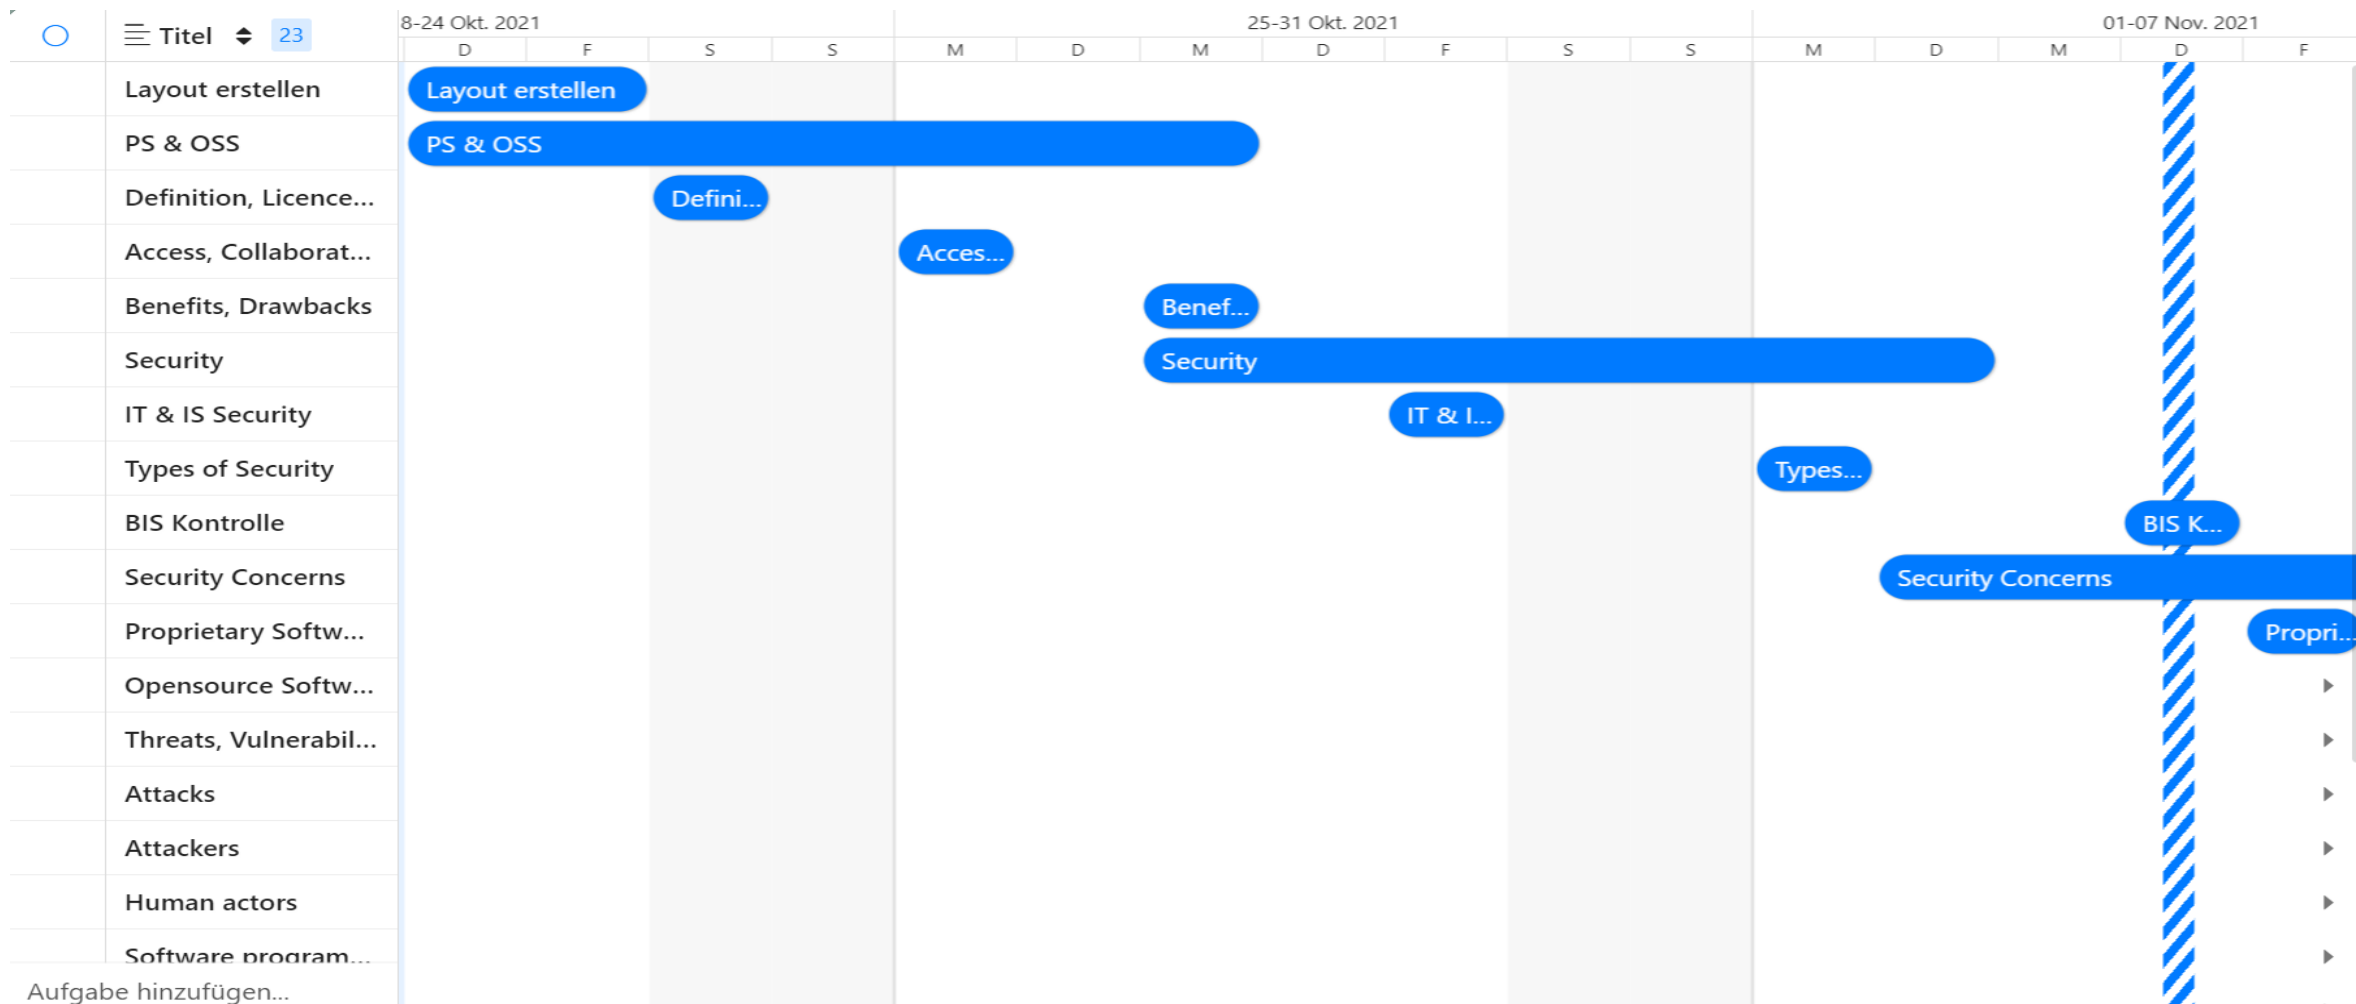 8-24 Okt. 2021 25-31 Okt. 2021 01-07 Nov. 2021
Titel 23
D F S S M D M D F S S M D M D F
Layout erstellen Layout erstellen
PS & OSS PS & OSS
Definition, Licence... Defini...
Access, Collaborat... Acces...
Benefits, Drawbacks Benef...
Security Security
IT & IS Security IT & I...
Types of Security Types...
BIS Kontrolle BIS K...
Security Concerns Security Concerns
Proprietary Softw... Propri...
Opensource Softw...
Threats, Vulnerabil...
Attacks
Attackers
Human actors
Software program...
Aufgabe hinzufügen...